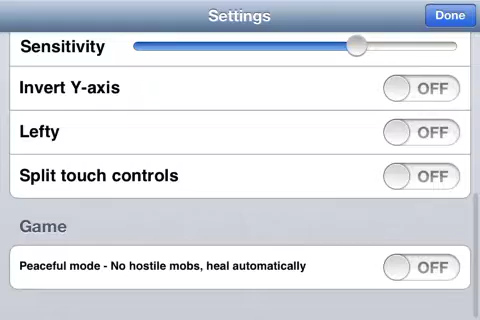 Settings
Done
Sensitivity
Invert Y-axis
OFF
Lefty
OFF
Split touch controls
OFF
Game
Peaceful mode - No hostile mobs, heal automatically
OFF